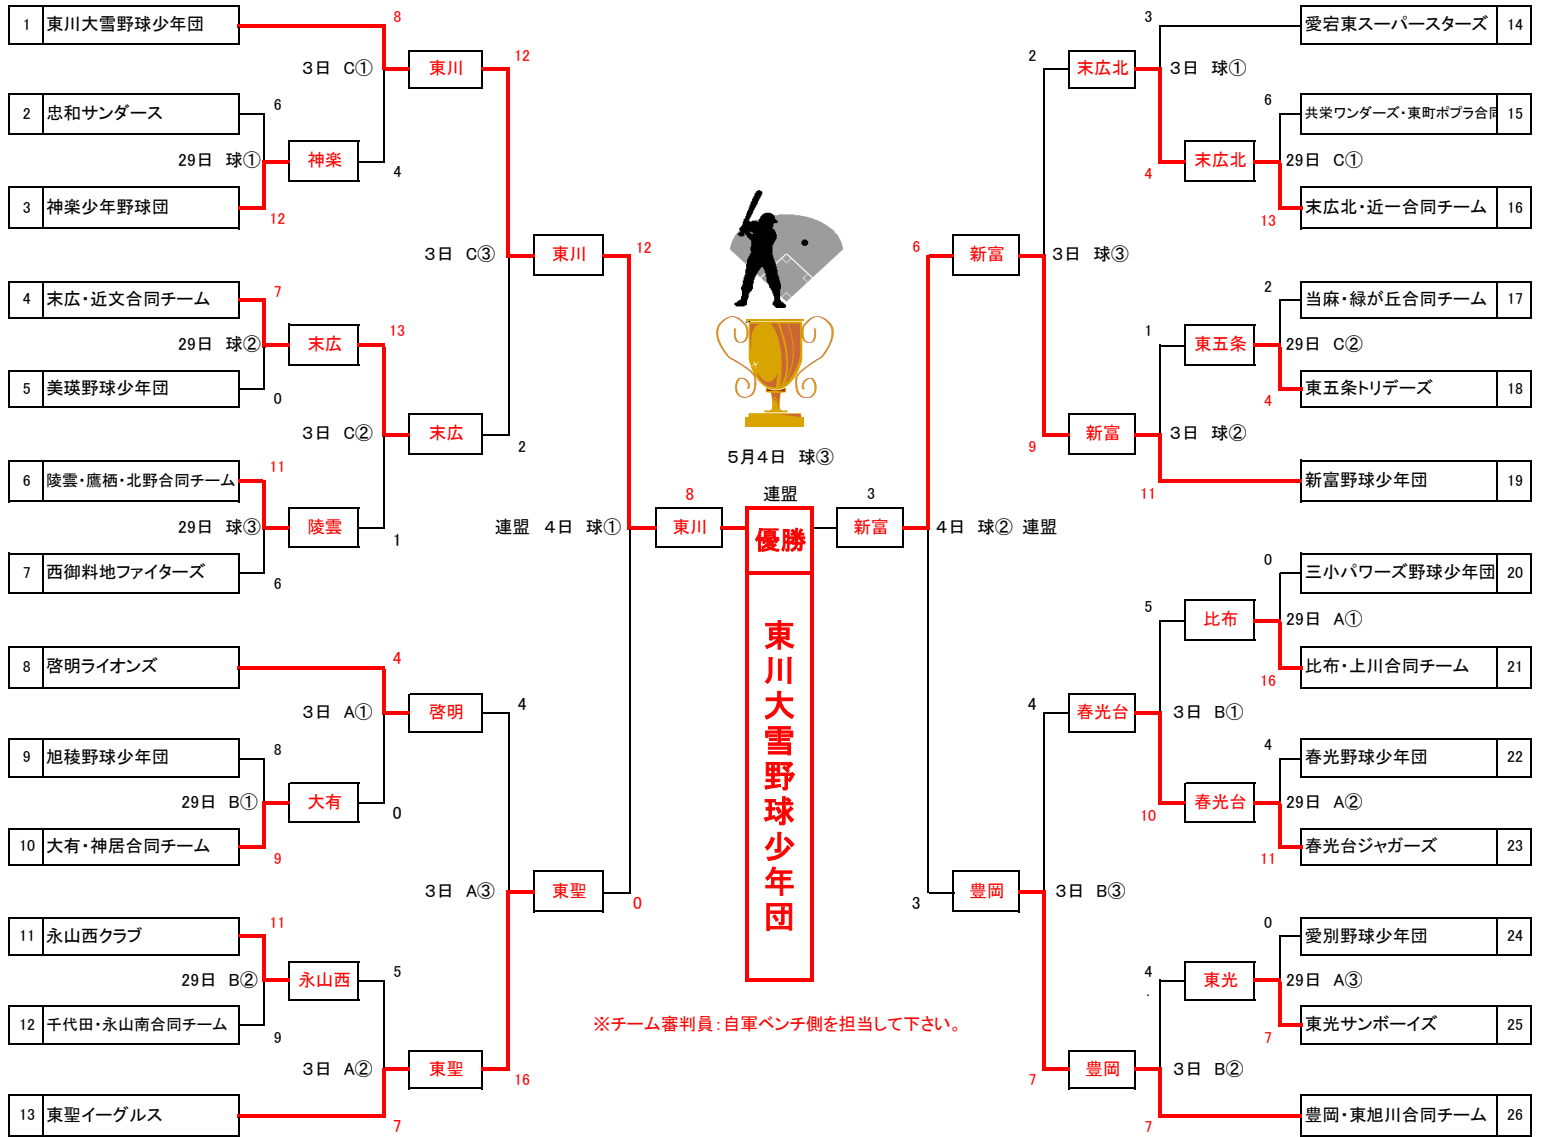 1 東川大雪野球少年団
8
3日 C①
東川
12
2 忠和サンダース
6
29日 球①
神楽
4
3 神楽少年野球団
12
3日 C③
東川
12
4 末広・近文合同チーム
7
29日 球②
末広
13
5 美瑛野球少年団
0
3日 C②
末広
2
6 陵雲・鷹栖・北野合同チーム
11
29日 球③
陵雲
1
7 西御料地ファイターズ
6
連盟 4日 球①
東川
8
8 啓明ライオンズ
4
3日 A①
啓明
4
9 旭稜野球少年団
8
29日 B①
大有
0
10 大有・神居合同チーム
9
3日 A③
東聖
0
11 永山西クラブ
11
29日 B②
永山西
5
12 千代田・永山南合同チーム
9
3日 A②
東聖
16
13 東聖イーグルス
7
5月4日 球③
連盟
優勝
東川大雪野球少年団
※チーム審判員：自軍ベンチ側を担当して下さい。
3
愛宕東スーパースターズ 14
2
末広北
3日 球①
6
共栄ワンダーズ・東町ポプラ合同 15
4
末広北
29日 C①
13
末広北・近一合同チーム 16
6
新富
3日 球③
2
当麻・緑が丘合同チーム 17
1
東五条
29日 C②
4
東五条トリデーズ 18
9
新富
3日 球②
11
新富野球少年団 19
3
新富
4日 球② 連盟
0
三小パワーズ野球少年団 20
5
比布
29日 A①
16
比布・上川合同チーム 21
4
春光台
3日 B①
4
春光野球少年団 22
10
春光台
29日 A②
11
春光台ジャガーズ 23
3
豊岡
3日 B③
0
愛別野球少年団 24
4
東光
29日 A③
7
東光サンボーイズ 25
7
豊岡
3日 B②
7
豊岡・東旭川合同チーム 26